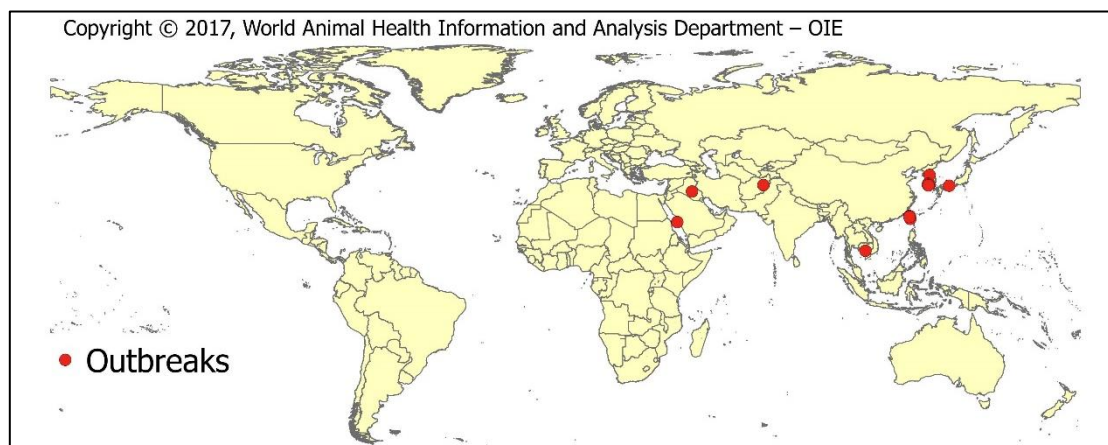 Copyright © 2017, World Animal Health Information and Analysis Department – OIE
Outbreaks